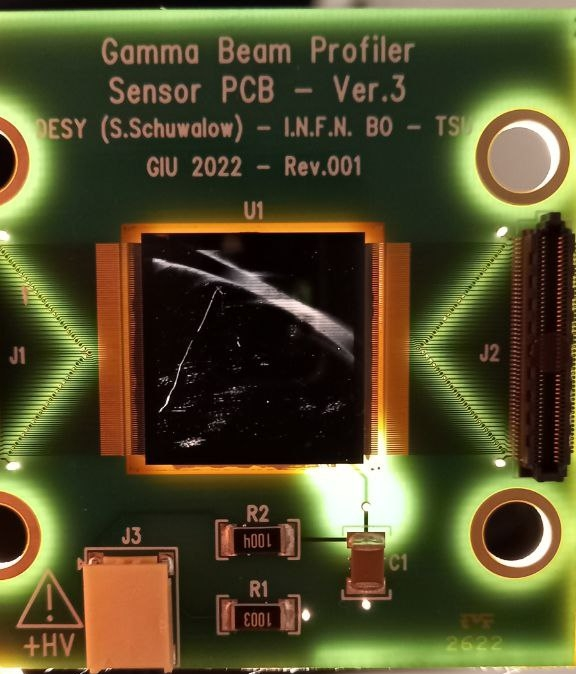 Gamma Beam Profiler
Sensor PCB - Ver.3
DESY (S.Schuwalow) - I.N.F.N. BO - TSU
GIU 2022 - Rev.001
U1
J1
J2
J3
R2
1004
C1
R1
1003
+HV
2622